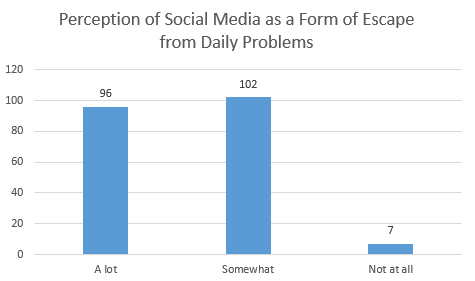 Perception of Social Media as a Form of Escape
from Daily Problems
120
100
80
60
40
20
0
96
102
7
A lot
Somewhat
Not at all